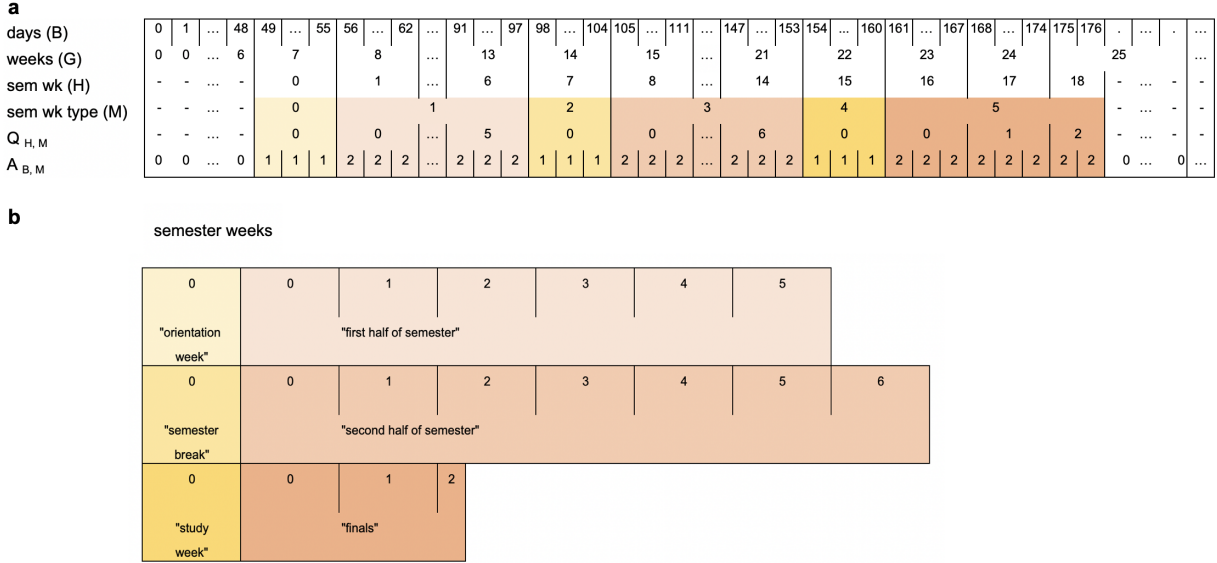 a
days (B) 0 1 ... 48 49 ... 55 56 ... 62 ... 91 ... 97 98 ... 104 105 ... 111 ... 147 ... 153 154 ... 160 161 ... 167 168 ... 174 175 176 . ... . ...
weeks (G) 0 0 ... 6 7 8 ... 13 14 15 ... 21 22 23 24 25 ...
sem wk (H) - - ... - 0 1 ... 6 7 8 ... 14 15 16 17 18 - ... - -
sem wk type (M) - - ... - 0 1 2 3 4 5 - ... - -
Q H, M - - ... - 0 0 ... 5 0 0 ... 6 0 0 1 2 - ... - -
A B, M 0 0 ... 0 1 1 1 2 2 2 ... 2 2 2 1 1 1 2 2 2 ... 2 2 2 1 1 1 2 2 2 2 2 2 2 2 0 ... 0 ...
b
semester weeks
0 0 1 2 3 4 5
"orientation "first half of semester"
week"
0 0 1 2 3 4 5 6
"semester "second half of semester"
break"
0 0 1 2
"study "finals"
week"